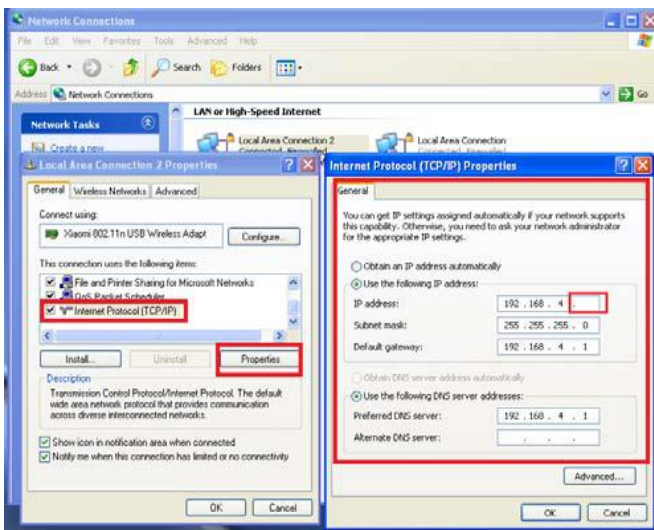 Network Connections
File Edit View Favorites Tools Advanced Help
Back Search Folders
Address Network Connections Go
LAN or High-Speed Internet
Network Tasks
Local Area Connection 2
Local Area Connection
Create a new
Connected, Firewalled
Connected, Firewalled
Local Area Connection 2 Properties
General Wireless Networks Advanced
Connect using:
Xiaomi 802.11n USB Wireless Adapt Configure...
This connection uses the following items:
File and Printer Sharing for Microsoft Networks
QoS Packet Scheduler
Internet Protocol (TCP/IP)
Install... Uninstall Properties
Description
Transmission Control Protocol/Internet Protocol. The default
wide area network protocol that provides communication
across diverse interconnected networks.
Show icon in notification area when connected
Notify me when this connection has limited or no connectivity
OK Cancel
Internet Protocol (TCP/IP) Properties
General
You can get IP settings assigned automatically if your network supports
this capability. Otherwise, you need to ask your network administrator
for the appropriate IP settings.
Obtain an IP address automatically
Use the following IP address:
IP address: 192 . 168 . 4 .
Subnet mask: 255 . 255 . 255 . 0
Default gateway: 192 . 168 . 4 . 1
Obtain DNS server address automatically
Use the following DNS server addresses:
Preferred DNS server: 192 . 168 . 4 . 1
Alternate DNS server: . . .
Advanced...
OK Cancel